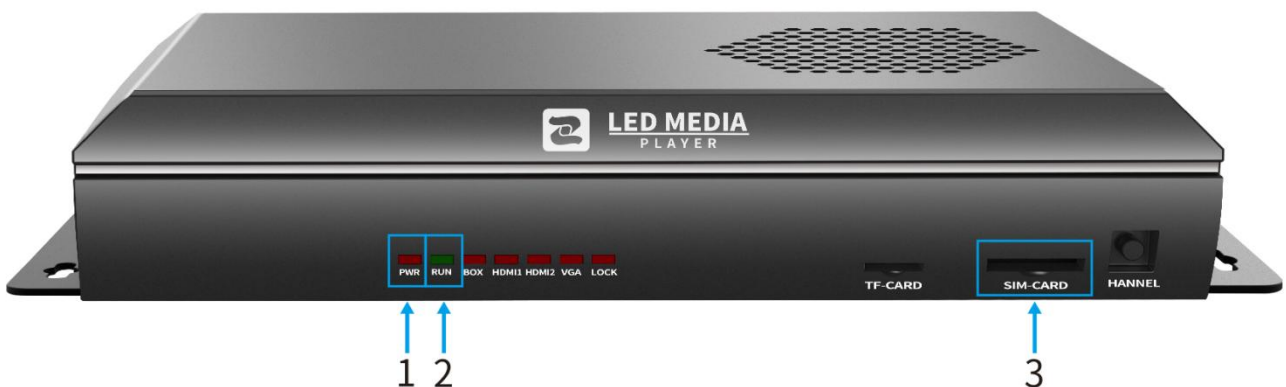 LED MEDIA
PLAYER
PWR RUN BOX HDMI1 HDMI2 VGA LOCK
TF-CARD SIM-CARD HANNEL
1 2 3